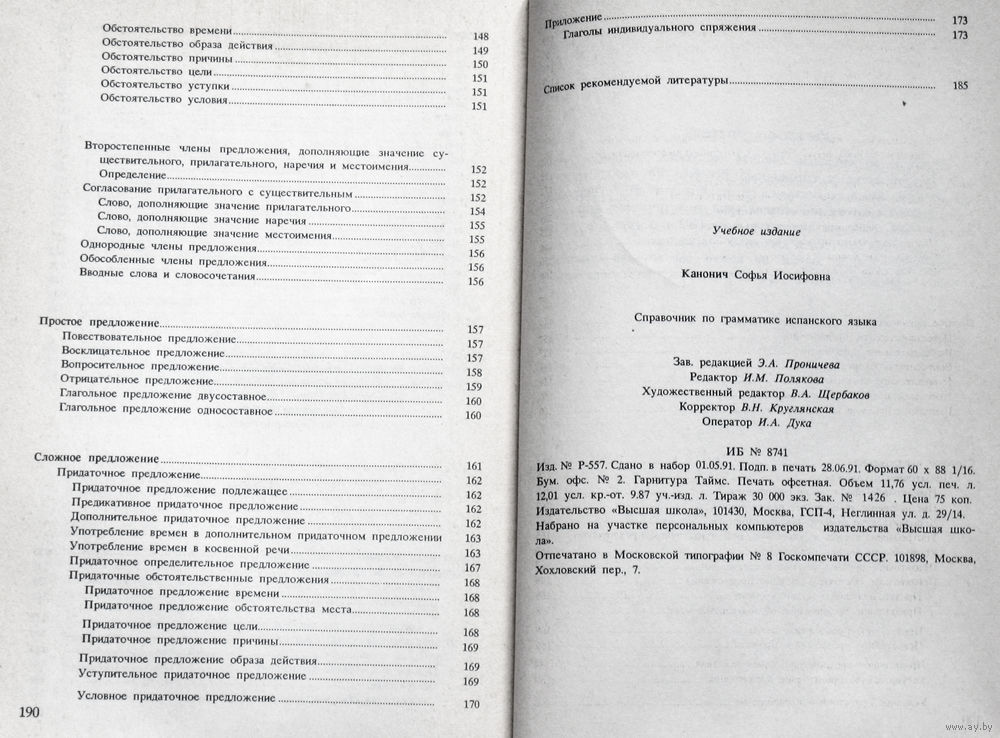 Обстоятельство времени........ 148
Обстоятельство образа действия........ 149
Обстоятельство причины........ 150
Обстоятельство цели........ 151
Обстоятельство уступки........ 151
Обстоятельство условия........ 151
Второстепенные члены предложения, дополняющие значение су-
ществительного, прилагательного, наречия и местоимения........ 152
Определение........ 152
Согласование прилагательного с существительным........ 152
Слово, дополняющие значение прилагательного........ 154
Слово, дополняющие значение наречия........ 155
Слово, дополняющие значение местоимения........ 155
Однородные члены предложения........ 156
Обособленные члены предложения........ 156
Вводные слова и словосочетания........ 156
Простое предложение........ 157
Повествовательное предложение........ 157
Восклицательное предложение........ 157
Вопросительное предложение........ 158
Отрицательное предложение........ 159
Глагольное предложение двусоставное........ 160
Глагольное предложение односоставное........ 160
Сложное предложение........ 161
Придаточное предложение........ 162
Придаточное предложение подлежащее........ 162
Предикативное придаточное предложение........ 162
Дополнительное придаточное предложение........ 162
Употребление времен в дополнительном придаточном предложении 163
Употребление времен в косвенной речи........ 163
Придаточное определительное предложение........ 167
Придаточные обстоятельственные предложения........ 168
Придаточное предложение времени........ 168
Придаточное предложение обстоятельства места........ 168
Придаточное предложение цели........ 168
Придаточное предложение причины........ 169
Придаточное предложение образа действия........ 169
Уступительное придаточное предложение........ 169
Условное придаточное предложение........ 170
190
Приложение........ 173
Глаголы индивидуального спряжения........ 173
Список рекомендуемой литературы........ 185
Учебное издание
Канонич Софья Иосифовна
Справочник по грамматике испанского языка
Зав. редакцией Э.А. Проничева
Редактор И.М. Полякова
Художественный редактор В.А. Щербаков
Корректор В.Н. Круглянская
Оператор И.А. Дука
ИБ № 8741
Изд. № Р-557. Сдано в набор 01.05.91. Подп. в печать 28.06.91. Формат 60 х 88 1/16.
Бум. офс. № 2. Гарнитура Таймс. Печать офсетная. Объем 11,76 усл. печ. л.
12,01 усл. кр.-от. 9.87 уч.-изд. л. Тираж 30 000 экз. Зак. № 1426 . Цена 75 коп.
Издательство «Высшая школа», 101430, Москва, ГСП-4, Неглинная ул. д. 29/14.
Набрано на участке персональных компьютеров издательства «Высшая шко-
ла».
Отпечатано в Московской типографии № 8 Госкомпечати СССР. 101898, Москва,
Хохловский пер., 7.
www.ay.by